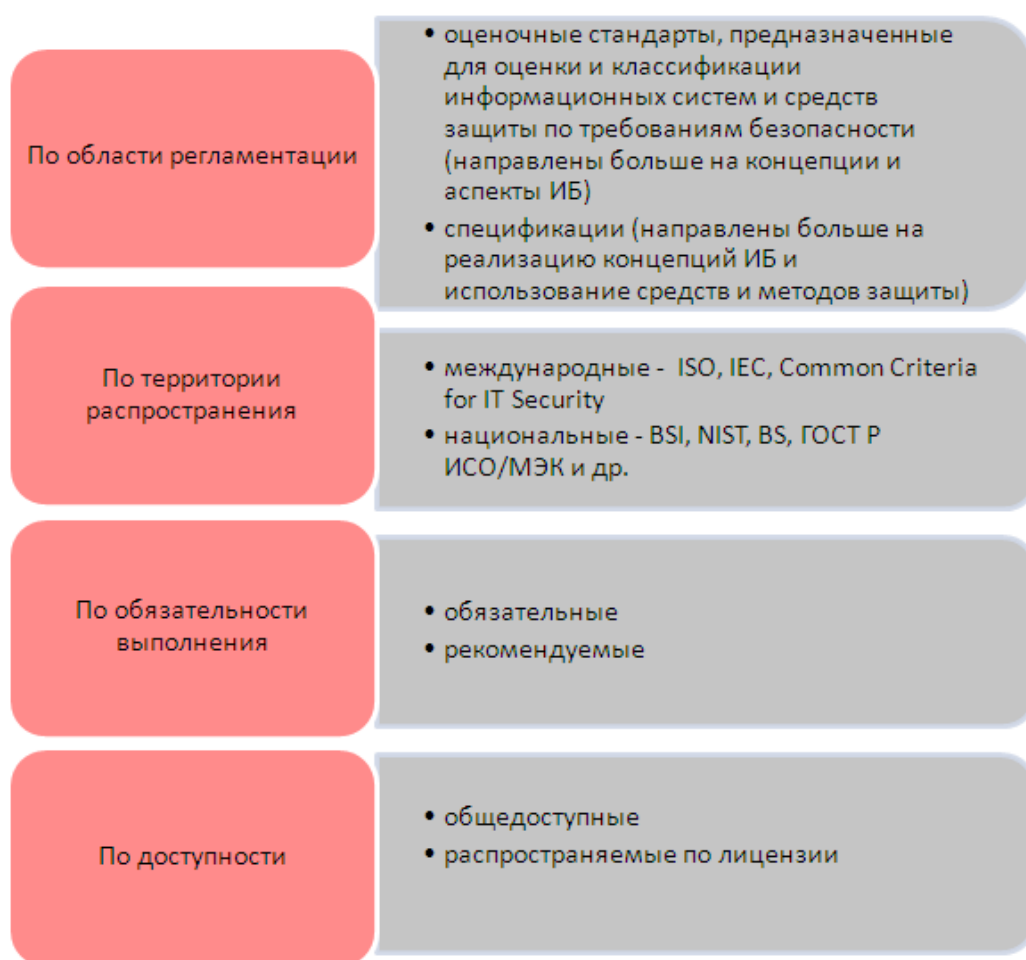 По области регламентации
• оценочные стандарты, предназначенные
для оценки и классификации
информационных систем и средств
защиты по требованиям безопасности
(направлены больше на концепции и
аспекты ИБ)
• спецификации (направлены больше на
реализацию концепций ИБ и
использование средств и методов защиты)
По территории
распространения
• международные - ISO, IEC, Common Criteria
for IT Security
• национальные - BSI, NIST, BS, ГОСТ Р
ИСО/МЭК и др.
По обязательности
выполнения
• обязательные
• рекомендуемые
По доступности
• общедоступные
• распространяемые по лицензии